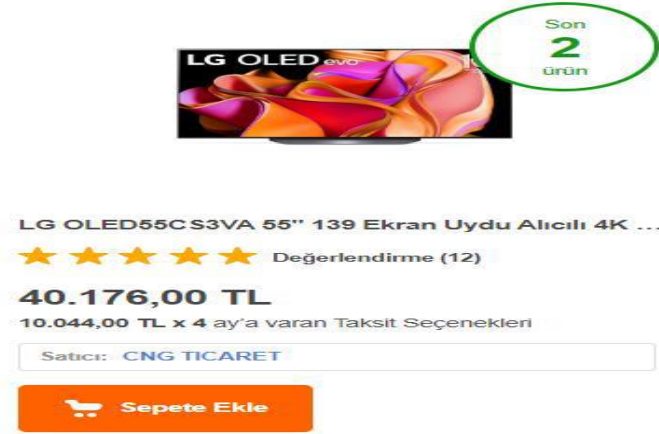 LG OLED evo
Son
2
ürün
LG OLED55CS3VA 55'' 139 Ekran Uydu Alıcılı 4K ...
Değerlendirme (12)
40.176,00 TL
10.044,00 TL x 4 ay'a varan Taksit Seçenekleri
Satıcı: CNG TICARET
Sepete Ekle